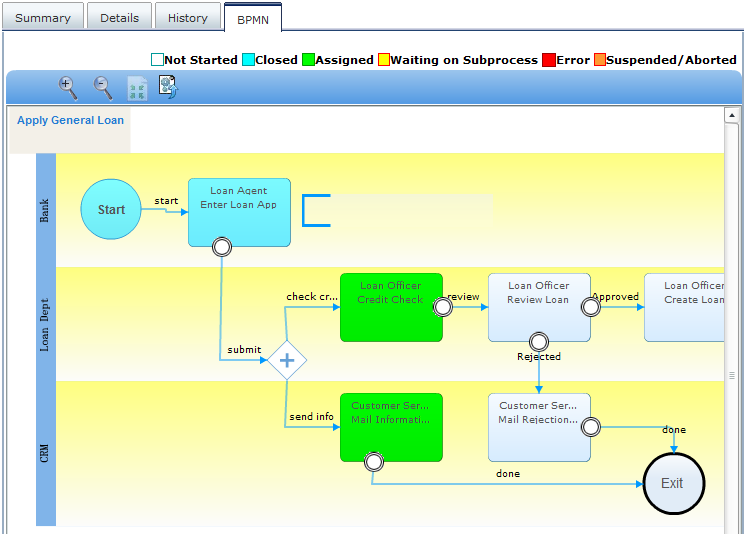 Summary
Details
History
BPMN
Not Started
Closed
Assigned
Waiting on Subprocess
Error
Suspended/Aborted
Apply General Loan
Bank
Start
start
Loan Agent
Enter Loan App
Loan Dept
submit
check cr...
Loan Officer
Credit Check
review
Loan Officer
Review Loan
Approved
Loan Officer
Create Loan
Rejected
CRM
send info
Customer Ser...
Mail Informati...
Customer Ser...
Mail Rejection...
done
done
Exit